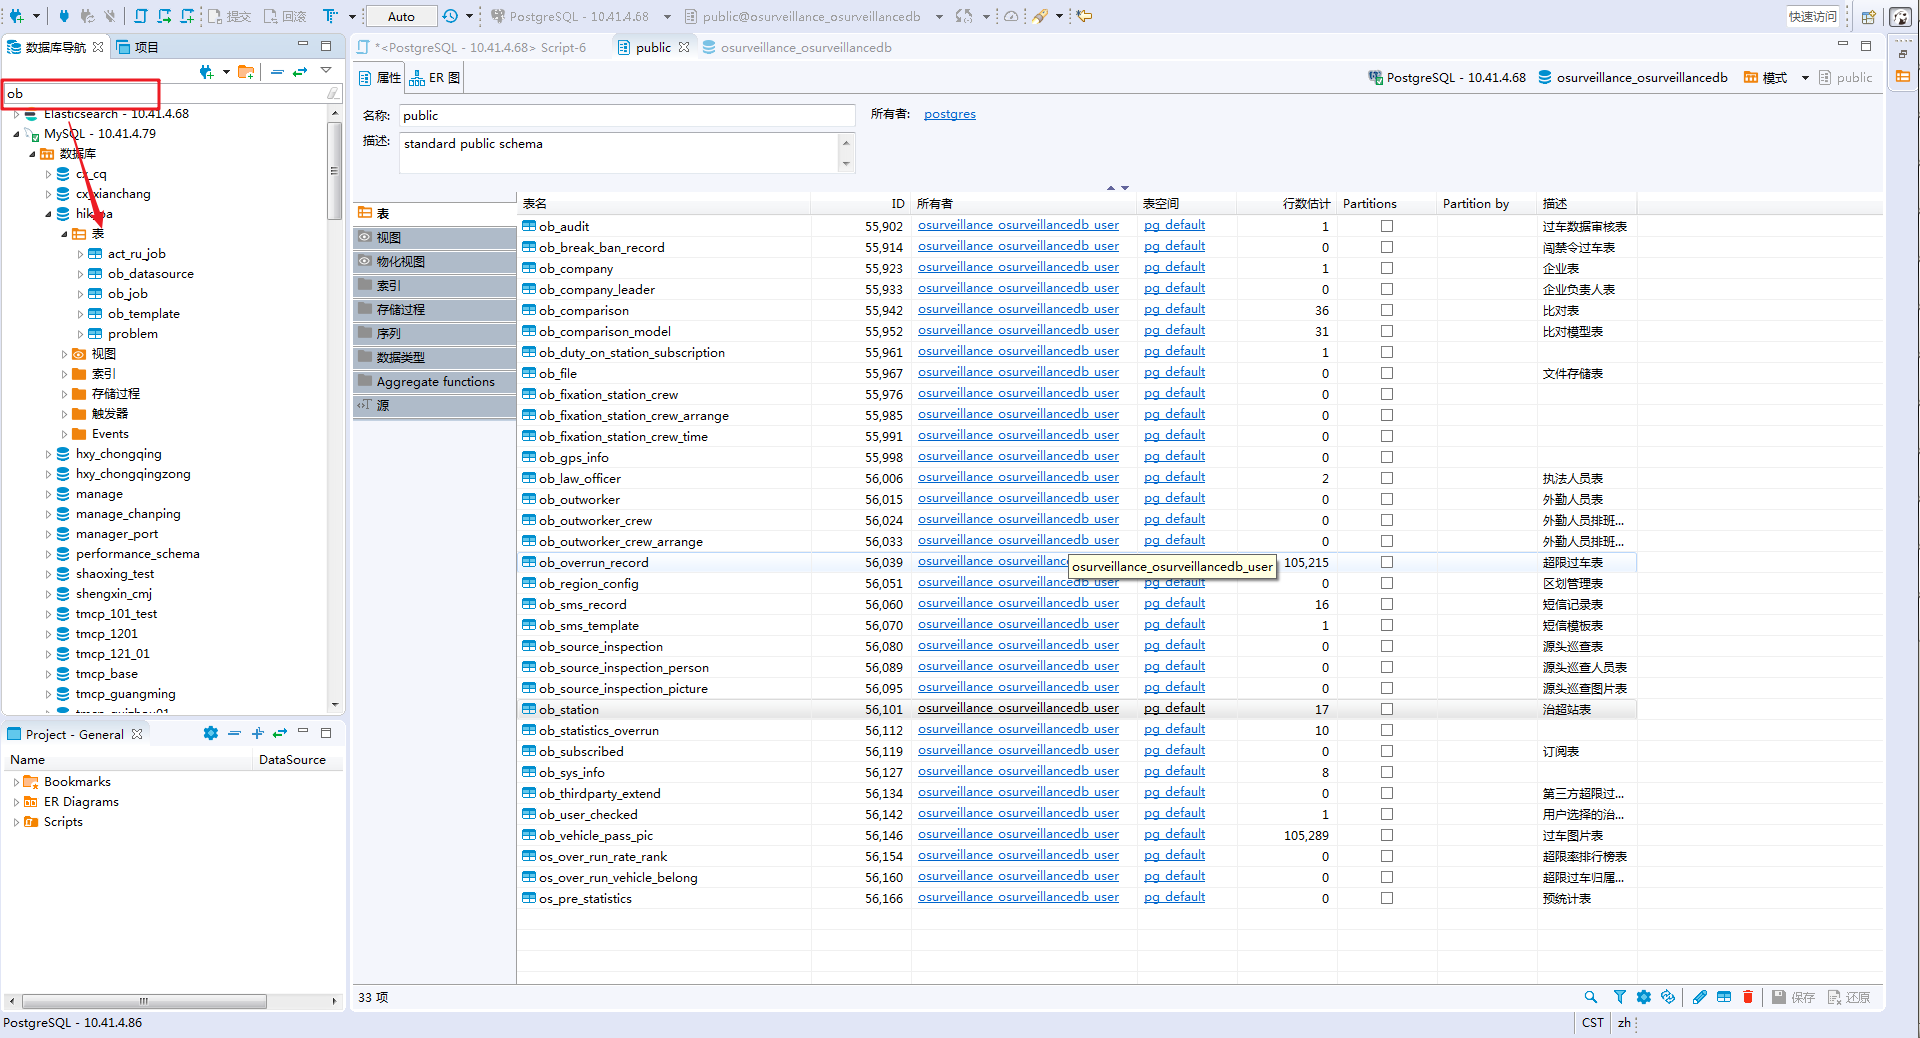 提交
回滚
Auto
PostgreSQL - 10.41.4.68
public@osurveillance_osurveillancedb
快速访问
数据库导航
项目
ob
Elasticsearch - 10.41.4.68
MySQL - 10.41.4.79
数据库
cx_cq
cx_xianchang
表
act_ru_job
ob_datasource
ob_job
ob_template
problem
视图
索引
存储过程
触发器
Events
hxy_chongqing
hxy_chongqingzong
manage
manage_chanping
manager_port
performance_schema
shaoxing_test
shengxin_cmj
tmcp_101_test
tmcp_1201
tmcp_121_01
tmcp_base
tmcp_guangming
Project - General
Name DataSource
Bookmarks
ER Diagrams
Scripts
*<PostgreSQL - 10.41.4.68> Script-6
public
osurveillance_osurveillancedb
属性
ER 图
PostgreSQL - 10.41.4.68
osurveillance_osurveillancedb
模式
public
名称: public
所有者: postgres
描述: standard public schema
表
视图
物化视图
索引
存储过程
序列
数据类型
Aggregate functions
源
表名 ID 所有者 表空间 行数估计 Partitions Partition by 描述
ob_audit 55,902 osurveillance_osurveillancedb_user pg_default 1 过车数据审核表
ob_break_ban_record 55,914 osurveillance_osurveillancedb_user pg_default 0 闯禁令过车表
ob_company 55,923 osurveillance_osurveillancedb_user pg_default 1 企业表
ob_company_leader 55,933 osurveillance_osurveillancedb_user pg_default 0 企业负责人表
ob_comparison 55,942 osurveillance_osurveillancedb_user pg_default 36 比对表
ob_comparison_model 55,952 osurveillance_osurveillancedb_user pg_default 31 比对模型表
ob_duty_on_station_subscription 55,961 osurveillance_osurveillancedb_user pg_default 1
ob_file 55,967 osurveillance_osurveillancedb_user pg_default 0 文件存储表
ob_fixation_station_crew 55,976 osurveillance_osurveillancedb_user pg_default 0
ob_fixation_station_crew_arrange 55,985 osurveillance_osurveillancedb_user pg_default 0
ob_fixation_station_crew_time 55,991 osurveillance_osurveillancedb_user pg_default 0
ob_gps_info 55,998 osurveillance_osurveillancedb_user pg_default 0
ob_law_officer 56,006 osurveillance_osurveillancedb_user pg_default 2 执法人员表
ob_outworker 56,015 osurveillance_osurveillancedb_user pg_default 0 外勤人员表
ob_outworker_crew 56,024 osurveillance_osurveillancedb_user pg_default 0 外勤人员排班...
ob_outworker_crew_arrange 56,033 osurveillance_osurveillancedb_user pg_default 0 外勤人员排班...
ob_overrun_record 56,039 osurveillance_osurveillanc osurveillance_osurveillancedb_user 105,215 超限过车表
ob_region_config 56,051 osurveillance_osurveillancedb_user pg_default 0 区划管理表
ob_sms_record 56,060 osurveillance_osurveillancedb_user pg_default 16 短信记录表
ob_sms_template 56,070 osurveillance_osurveillancedb_user pg_default 1 短信模板表
ob_source_inspection 56,080 osurveillance_osurveillancedb_user pg_default 0 源头巡查表
ob_source_inspection_person 56,089 osurveillance_osurveillancedb_user pg_default 0 源头巡查人员表
ob_source_inspection_picture 56,095 osurveillance_osurveillancedb_user pg_default 0 源头巡查图片表
ob_station 56,101 osurveillance_osurveillancedb_user pg_default 17 治超站表
ob_statistics_overrun 56,112 osurveillance_osurveillancedb_user pg_default 10
ob_subscribed 56,119 osurveillance_osurveillancedb_user pg_default 0 订阅表
ob_sys_info 56,127 osurveillance_osurveillancedb_user pg_default 8
ob_thirdparty_extend 56,134 osurveillance_osurveillancedb_user pg_default 0 第三方超限过...
ob_user_checked 56,142 osurveillance_osurveillancedb_user pg_default 1 用户选择的治...
ob_vehicle_pass_pic 56,146 osurveillance_osurveillancedb_user pg_default 105,289 过车图片表
os_over_run_rate_rank 56,154 osurveillance_osurveillancedb_user pg_default 0 超限率排行榜表
os_over_run_vehicle_belong 56,160 osurveillance_osurveillancedb_user pg_default 0 超限过车归属...
os_pre_statistics 56,166 osurveillance_osurveillancedb_user pg_default 0 预统计表
33 项
保存
还原
PostgreSQL - 10.41.4.86
CST
zh